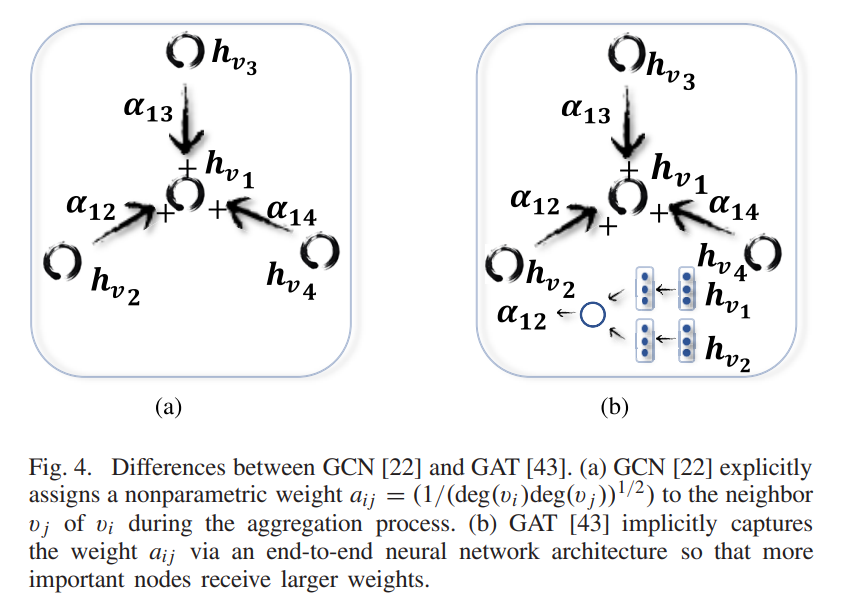 h_{v_3}
α_{13}
h_{v_1}
α_{12} α_{14}
h_{v_2} h_{v_4}
(a)
h_{v_3}
α_{13}
h_{v_1}
α_{12} α_{14}
h_{v_2} h_{v_4}
h_{v_1}
α_{12}
h_{v_2}
(b)
Fig. 4. Differences between GCN [22] and GAT [43]. (a) GCN [22] explicitly
assigns a nonparametric weight a_{ij} = (1/(deg(v_i)deg(v_j))^{1/2}) to the neighbor
v_j of v_i during the aggregation process. (b) GAT [43] implicitly captures
the weight a_{ij} via an end-to-end neural network architecture so that more
important nodes receive larger weights.